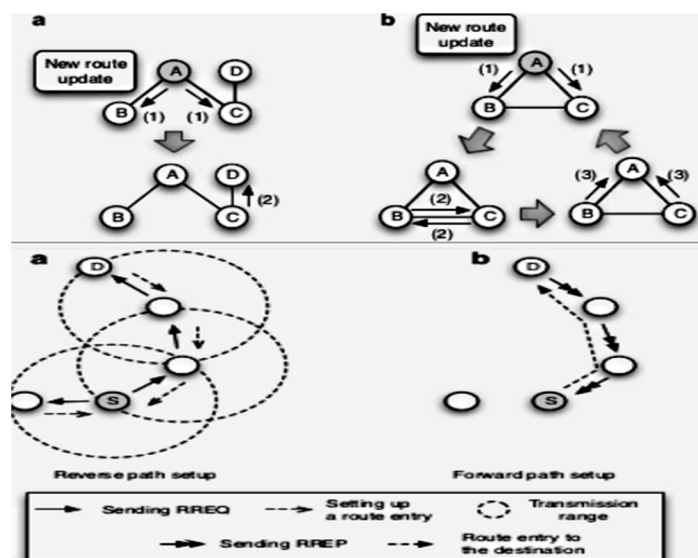 a
b
New route
update
A
D
B
C
(1)
(1)
A
D
B
C
(2)
New route
update
A
(1)
(1)
B
C
A
B
C
(2)
(2)
A
(3)
(3)
B
C
a
D
S
Reverse path setup
b
D
S
Forward path setup
Sending RREQ
Setting up
a route entry
Transmission
range
Sending RREP
Route entry to
the destination